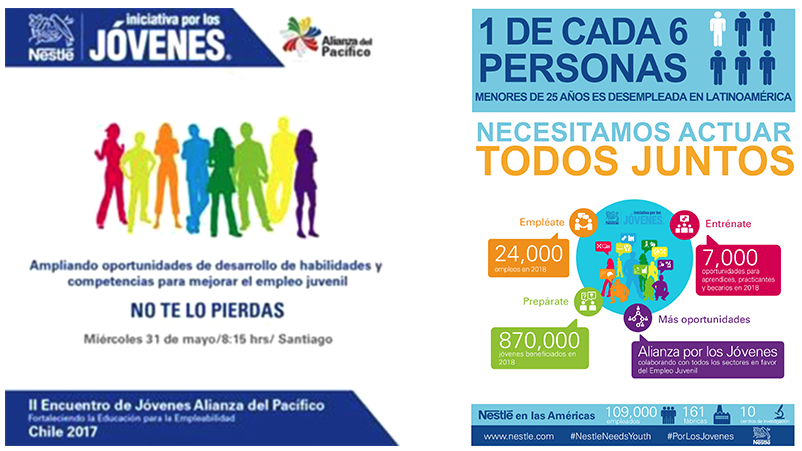 iniciativa por los
JÓVENES®
Nestlé
Alianza del
Pacífico
Ampliando oportunidades de desarrollo de habilidades y
competencias para mejorar el empleo juvenil
NO TE LO PIERDAS
Miércoles 31 de mayo/8:15 hrs/ Santiago
II Encuentro de Jóvenes Alianza del Pacífico
Fortaleciendo la Educación para la Empleabilidad
Chile 2017
1 DE CADA 6
PERSONAS
MENORES DE 25 AÑOS ES DESEMPLEADA EN LATINOAMÉRICA
NECESITAMOS ACTUAR
TODOS JUNTOS
iniciativa por los
JÓVENES
Empléate
24,000
empleos en 2018
Entrénate
7,000
oportunidades para
aprendices, practicantes
y becarios en 2018
Prepárate
870,000
jóvenes beneficiados en
2018
Más oportunidades
Alianza por los Jóvenes
colaborando con todos los sectores en favor
del Empleo Juvenil
Nestlé en las Américas
109,000
empleados
161
fábricas
10
centros de investigación
www.nestle.com #NestleNeedsYouth #PorLosJovenes
Nestlé